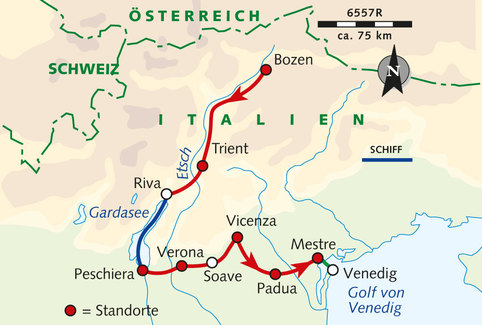 ÖSTERREICH
6557R
ca. 75 km
N
SCHWEIZ
Bozen
ITALIEN
Etsch
Trient
SCHIFF
Riva
Gardasee
Vicenza
Verona
Mestre
Peschiera
Soave
Padua
Venedig
Golf von
Venedig
= Standorte